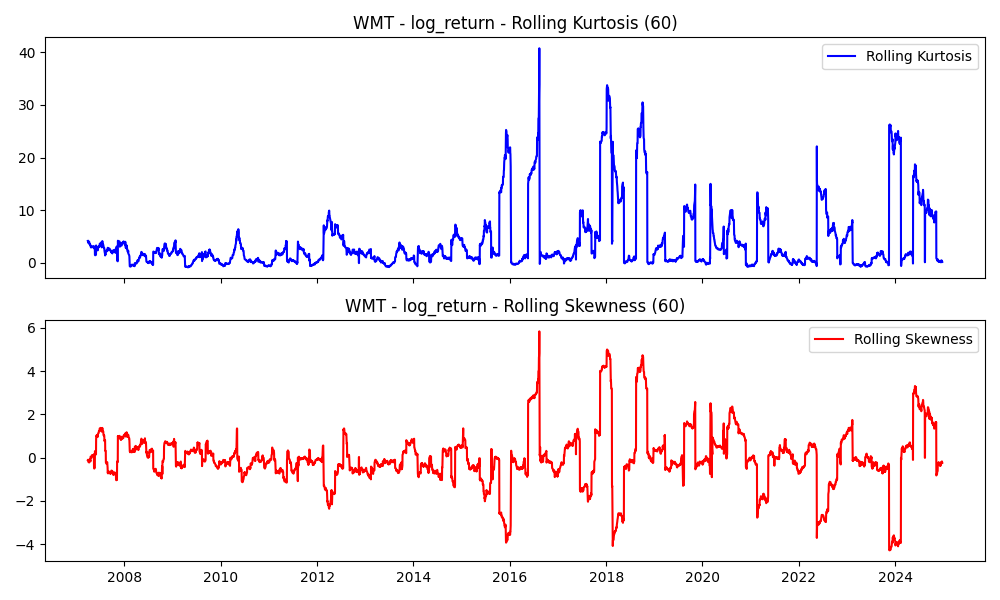 WMT - log_return - Rolling Kurtosis (60)
40
30
20
10
0
Rolling Kurtosis
WMT - log_return - Rolling Skewness (60)
6
4
2
0
−2
−4
Rolling Skewness
2008 2010 2012 2014 2016 2018 2020 2022 2024